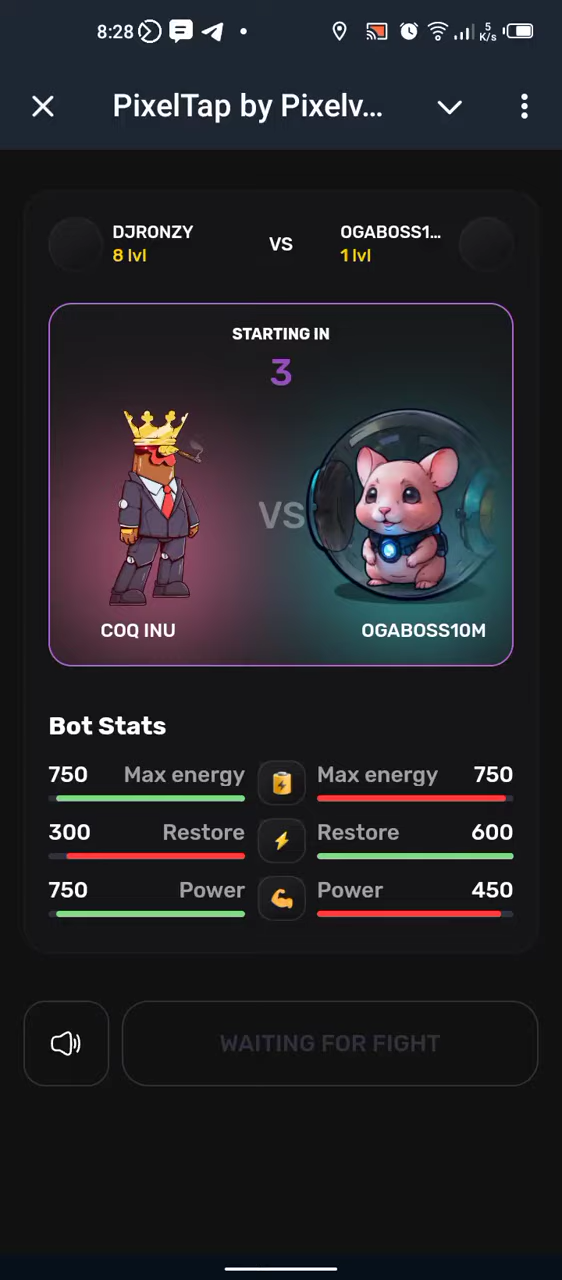 8:28
5
K/s
PixelTap by Pixelv...
DJRONZY
8 lvl
VS
OGABOSS1...
1 lvl
STARTING IN
3
VS
COQ INU
OGABOSS10M
Bot Stats
750 Max energy Max energy 750
300 Restore Restore 600
750 Power Power 450
WAITING FOR FIGHT